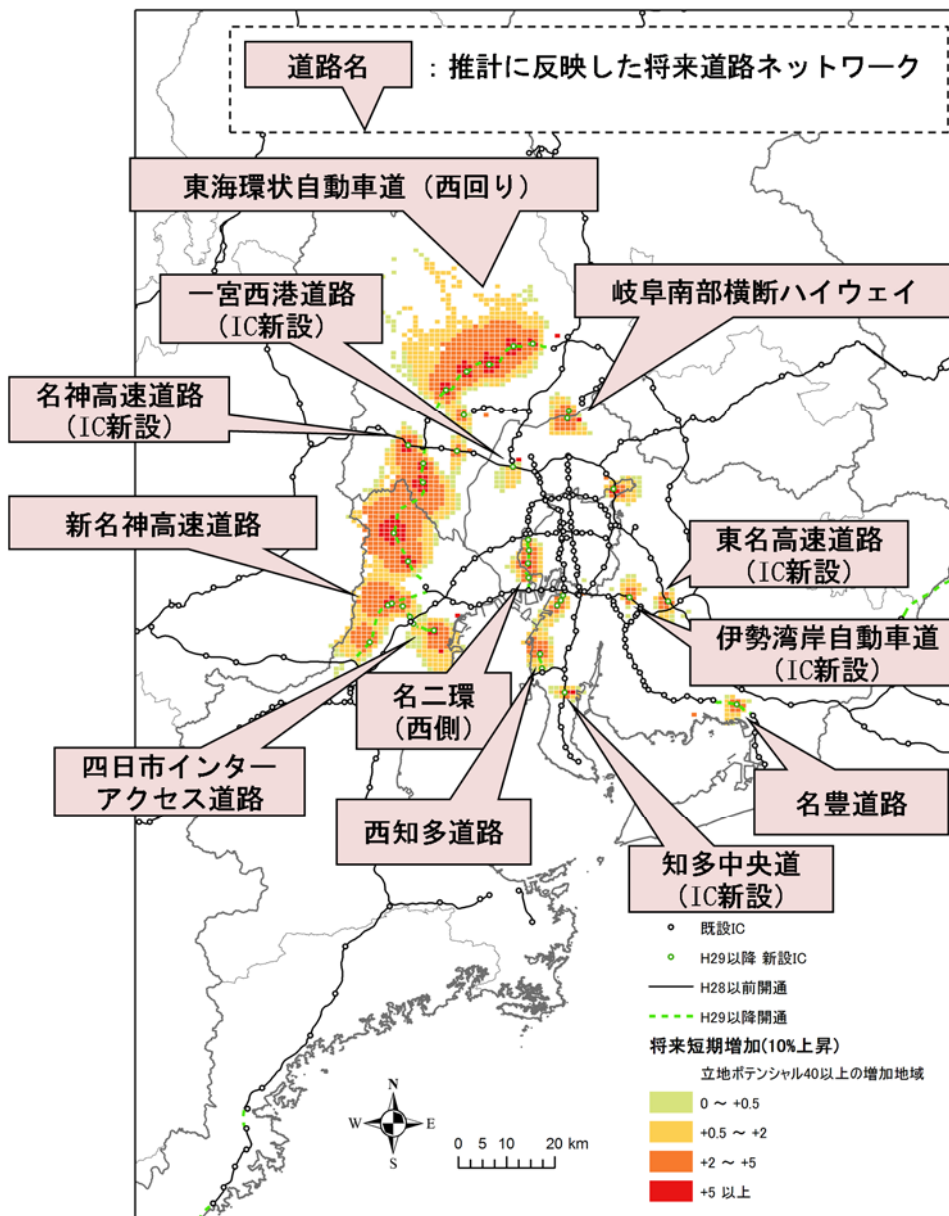 道路名
：推計に反映した将来道路ネットワーク
東海環状自動車道（西回り）
一宮西港道路
（IC新設）
岐阜南部横断ハイウェイ
名神高速道路
（IC新設）
新名神高速道路
東名高速道路
（IC新設）
伊勢湾岸自動車道
（IC新設）
名二環
（西側）
四日市インター
アクセス道路
西知多道路
名豊道路
知多中央道
（IC新設）
既設IC
H29以降 新設IC
H28以前開通
H29以降開通
将来短期増加(10%上昇)
立地ポテンシャル40以上の増加地域
0 ～ +0.5
+0.5 ～ +2
+2 ～ +5
+5 以上
N
W
E
S
0 5 10 20 km